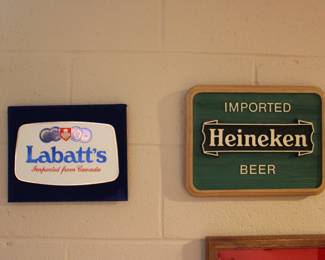 Labatt's
Imported from Canada
IMPORTED
Heineken
BEER